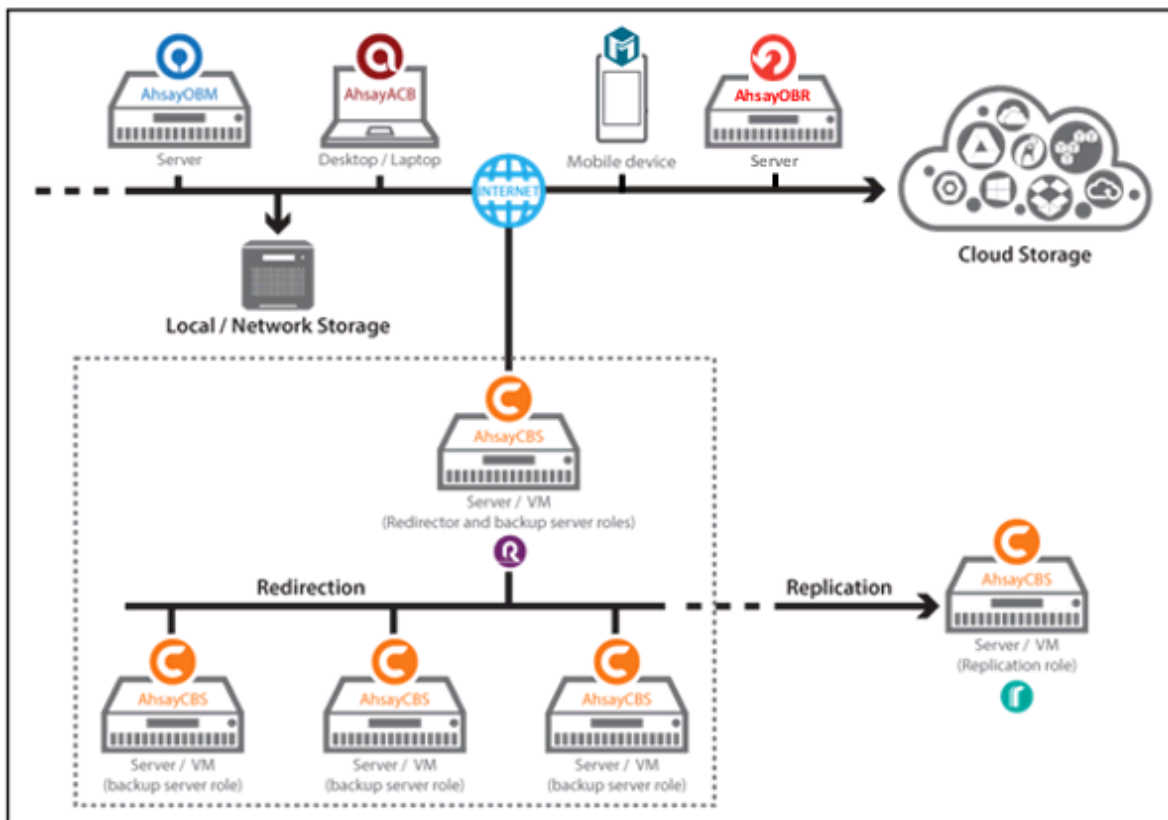 AhsayOBM
Server
AhsayACB
Desktop / Laptop
Mobile device
AhsayOBR
Server
INTERNET
Cloud Storage
Local / Network Storage
AhsayCBS
Server / VM
(Redirector and backup server roles)
Redirection
Replication
AhsayCBS
Server / VM
(Replication role)
AhsayCBS
Server / VM
(backup server role)
AhsayCBS
Server / VM
(backup server role)
AhsayCBS
Server / VM
(backup server role)